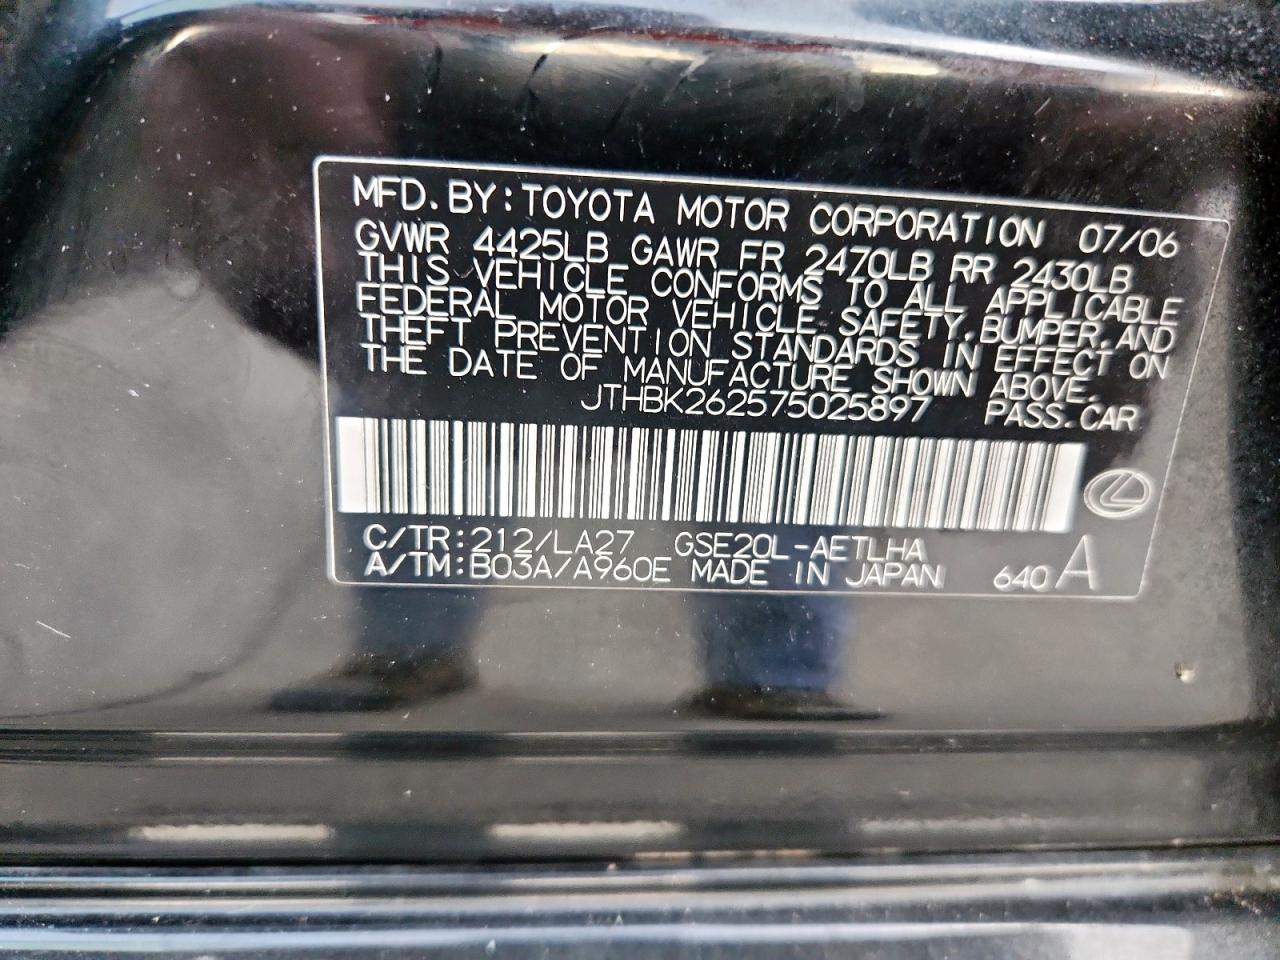 MFD. BY: TOYOTA MOTOR CORPORATION 07/06
GVWR 4425LB GAWR FR 2470LB RR 2430LB
THIS VEHICLE CONFORMS TO ALL APPLICABLE
FEDERAL MOTOR VEHICLE SAFETY, BUMPER, AND
THEFT PREVENTION STANDARDS IN EFFECT ON
THE DATE OF MANUFACTURE SHOWN ABOVE.
JTHBK262575025897 PASS. CAR
C/TR: 212/LA27 GSE20L-AETLHA
A/TM: B03A/A960E MADE IN JAPAN 640 A